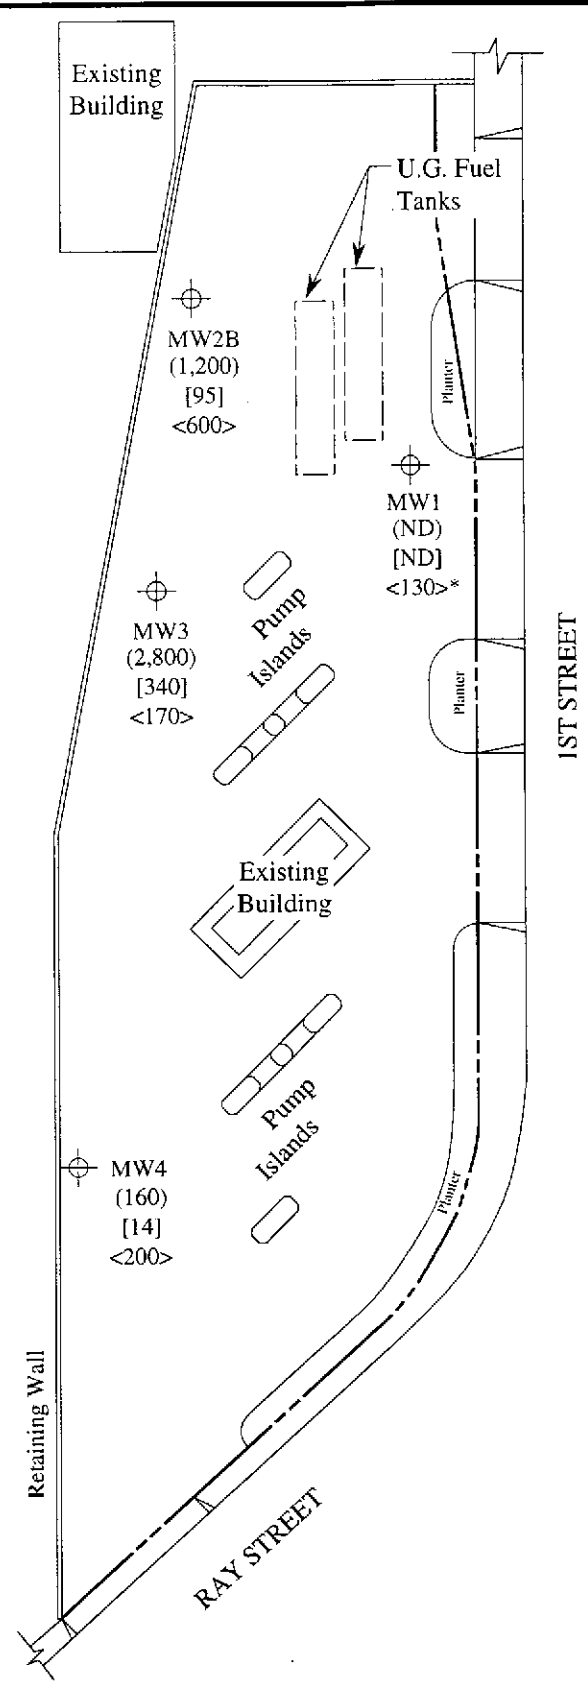 Existing
Building
U.G. Fuel
Tanks
MW2B
(1,200)
[95]
<600>
Planter
MW1
(ND)
[ND]
<130>*
Pump
Islands
MW3
(2,800)
[340]
<170>
Planter
1ST STREET
Existing
Building
Pump
Islands
MW4
(160)
[14]
<200>
Planter
Retaining Wall
RAY STREET